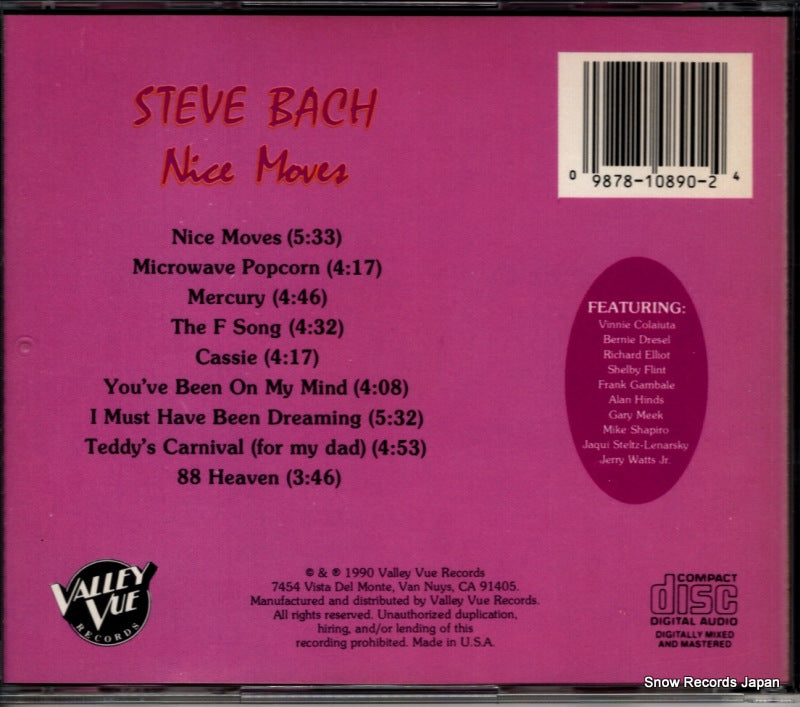 STEVE BACH
Nice Moves
Nice Moves (5:33)
Microwave Popcorn (4:17)
Mercury (4:46)
The F Song (4:32)
Cassie (4:17)
You've Been On My Mind (4:08)
I Must Have Been Dreaming (5:32)
Teddy's Carnival (for my dad) (4:53)
88 Heaven (3:46)
0 9878-10890-2 4
FEATURING:
Vinnie Colaiuta
Bernie Dresel
Richard Elliot
Shelby Flint
Frank Gambale
Alan Hinds
Gary Meek
Mike Shapiro
Jaqui Steltz-Lenarsky
Jerry Watts Jr.
VALLEY
VUE
RECORDS
© & ℗ 1990 Valley Vue Records
7454 Vista Del Monte, Van Nuys, CA 91405.
Manufactured and distributed by Valley Vue Records.
All rights reserved. Unauthorized duplication,
hiring, and/or lending of this
recording prohibited. Made in U.S.A.
COMPACT
disc
DIGITAL AUDIO
DIGITALLY MIXED
AND MASTERED
Snow Records Japan